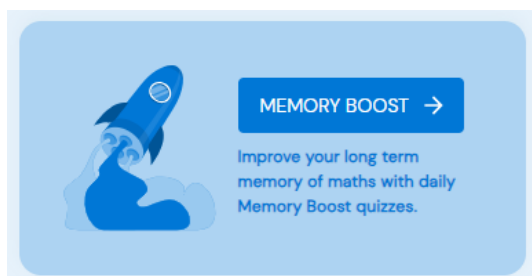 MEMORY BOOST →
Improve your long term
memory of maths with daily
Memory Boost quizzes.